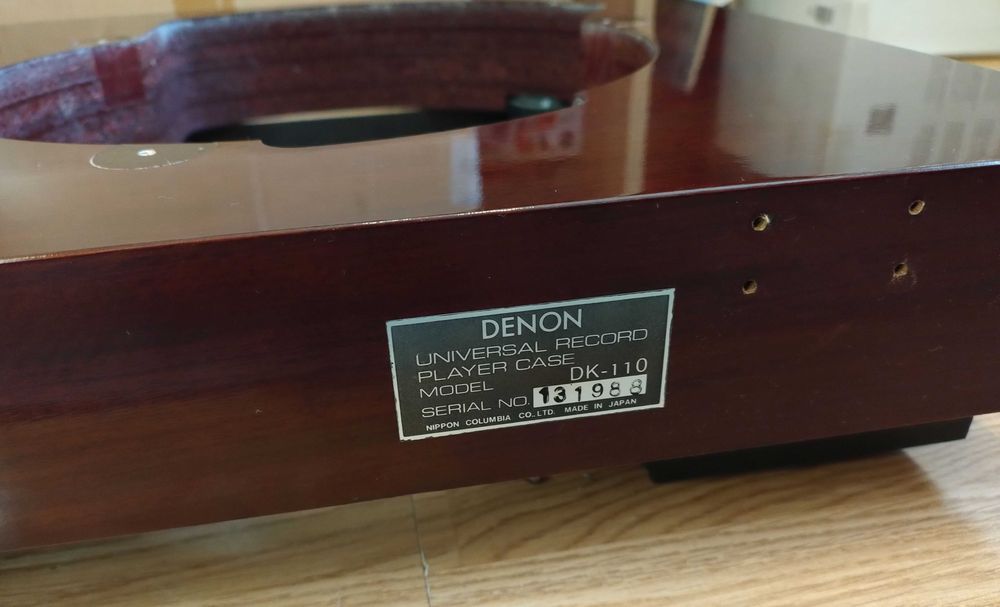 DENON
UNIVERSAL RECORD
PLAYER CASE
MODEL DK-110
SERIAL NO. 131988
NIPPON COLUMBIA CO.,LTD. MADE IN JAPAN